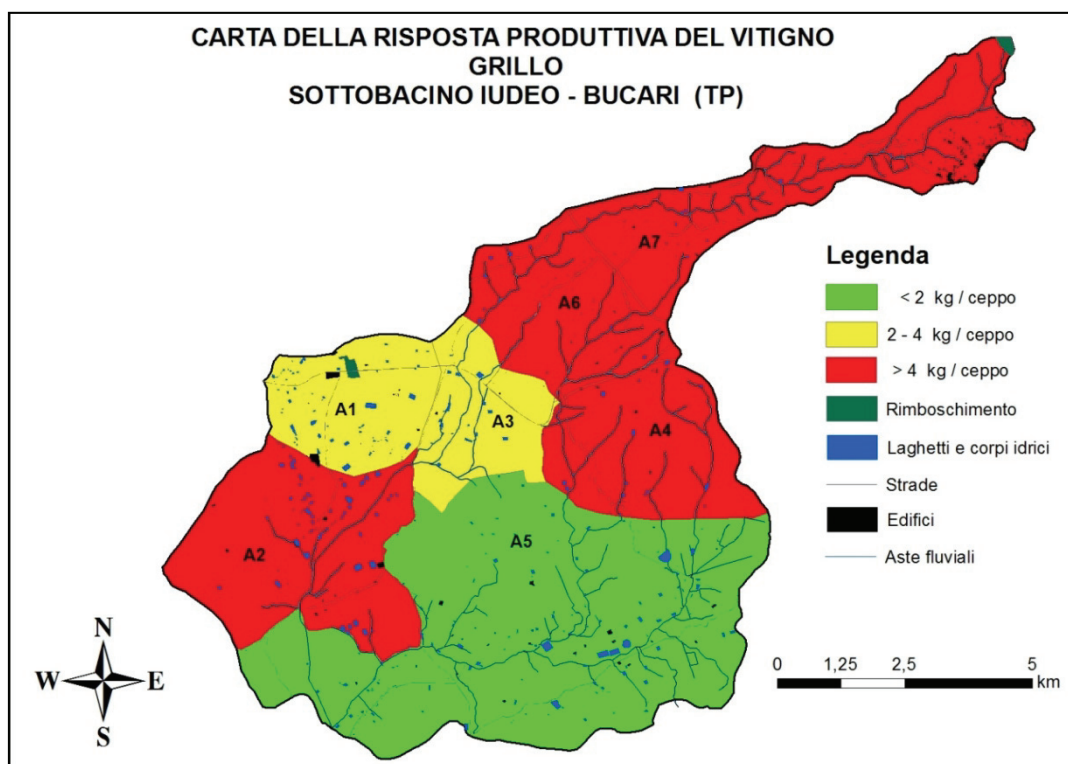 CARTA DELLA RISPOSTA PRODUTTIVA DEL VITIGNO
GRILLO
SOTTOBACINO IUDEO - BUCARI (TP)
A7
A6
A1
A3
A4
A2
A5
Legenda
< 2 kg / ceppo
2 - 4 kg / ceppo
> 4 kg / ceppo
Rimboschimento
Laghetti e corpi idrici
Strade
Edifici
Aste fluviali
N
W E
S
0 1,25 2,5 5
km